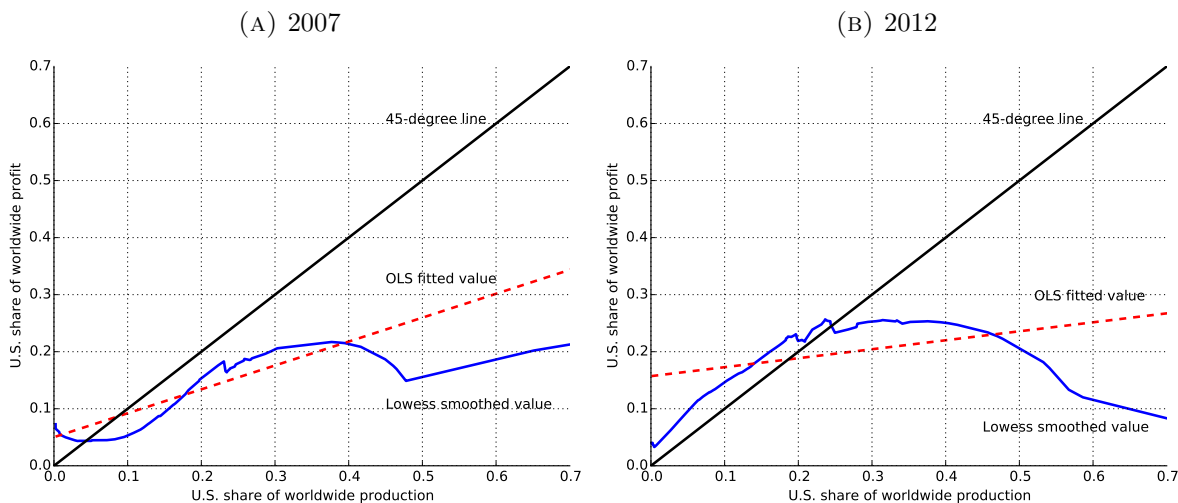 (A) 2007
0.7
0.6
0.5
0.4
0.3
0.2
0.1
0.0
U.S. share of worldwide profit
45-degree line
OLS fitted value
Lowess smoothed value
0.0 0.1 0.2 0.3 0.4 0.5 0.6 0.7
U.S. share of worldwide production
(B) 2012
0.7
0.6
0.5
0.4
0.3
0.2
0.1
0.0
U.S. share of worldwide profit
45-degree line
OLS fitted value
Lowess smoothed value
0.0 0.1 0.2 0.3 0.4 0.5 0.6 0.7
U.S. share of worldwide production